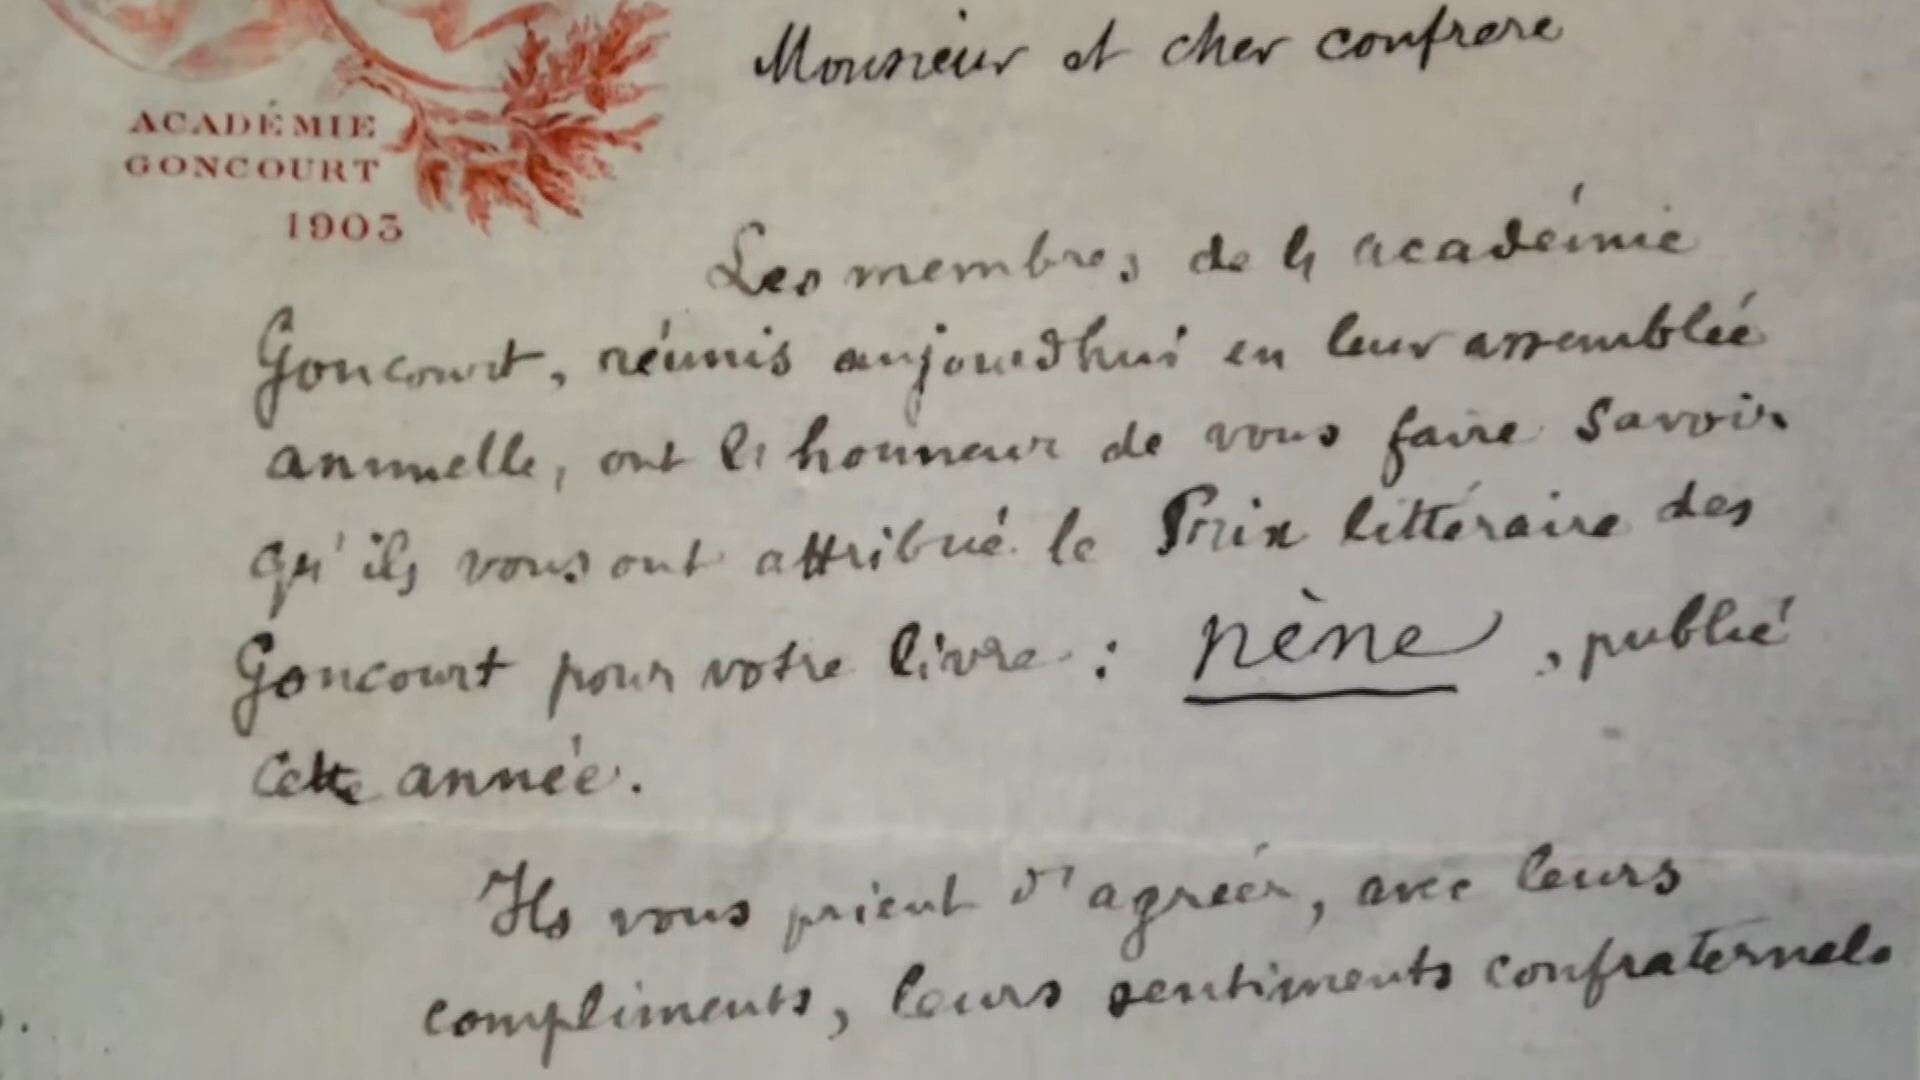 Monsieur et cher confrere
ACADÉMIE
GONCOURT
1903
Les membres de l'académie
Goncourt, réunis aujourdhui en leur assemblée
annuelle, ont l'honneur de vous faire savoir
qu'ils vous ont attribué le Prix littéraire des
Goncourt pour votre livre : nène, publié
cette année.
Ils vous prient d'agréer, avec leurs
compliments, leurs sentiments confraternels